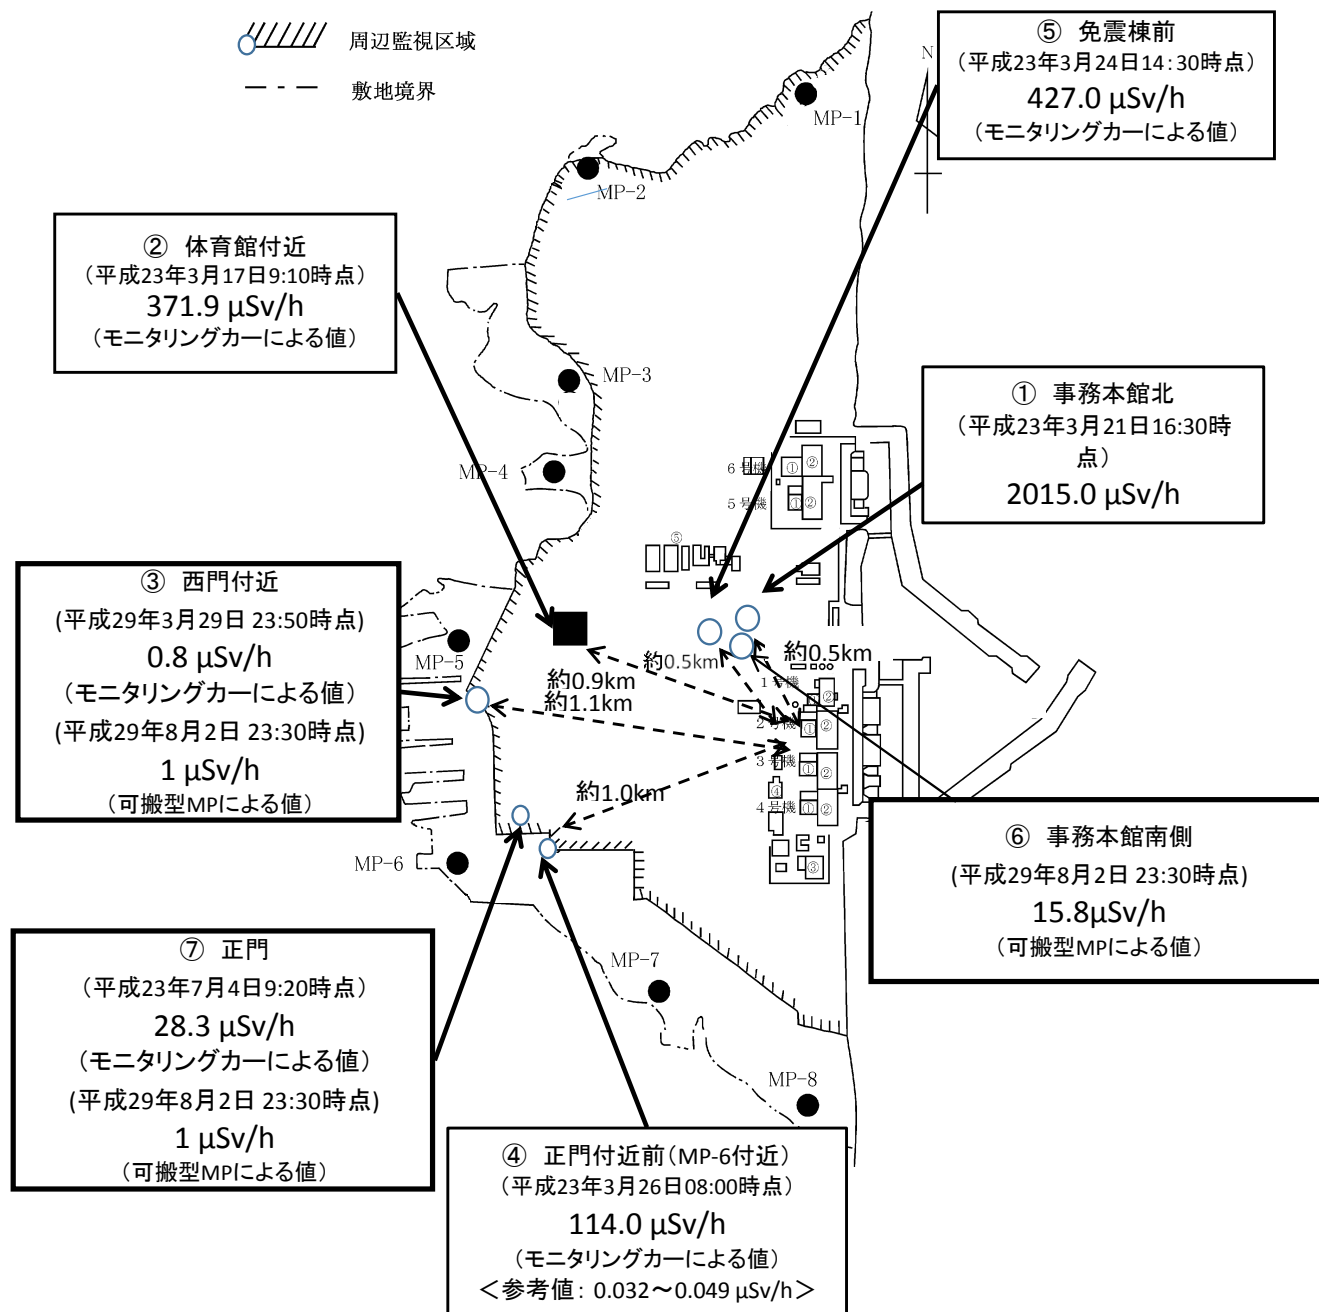 周辺監視区域
敷地境界
⑤ 免震棟前
(平成23年3月24日14:30時点)
427.0 μSv/h
(モニタリングカーによる値)
N
MP-1
MP-2
② 体育館付近
(平成23年3月17日9:10時点)
371.9 μSv/h
(モニタリングカーによる値)
MP-3
① 事務本館北
(平成23年3月21日16:30時
点)
2015.0 μSv/h
MP-4
6号機
① ②
5号機
① ②
⑤
③ 西門付近
(平成29年3月29日 23:50時点)
0.8 μSv/h
(モニタリングカーによる値)
(平成29年8月2日 23:30時点)
1 μSv/h
(可搬型MPによる値)
MP-5
約0.5km
約0.5km
約0.9km
約1.1km
1号機
②
2号機
① ②
3号機
① ②
④
4号機
① ②
③
約1.0km
MP-6
⑥ 事務本館南側
(平成29年8月2日 23:30時点)
15.8μSv/h
(可搬型MPによる値)
⑦ 正門
(平成23年7月4日9:20時点)
28.3 μSv/h
(モニタリングカーによる値)
(平成29年8月2日 23:30時点)
1 μSv/h
(可搬型MPによる値)
MP-7
MP-8
④ 正門付近前(MP-6付近)
(平成23年3月26日08:00時点)
114.0 μSv/h
(モニタリングカーによる値)
<参考値: 0.032~0.049 μSv/h>